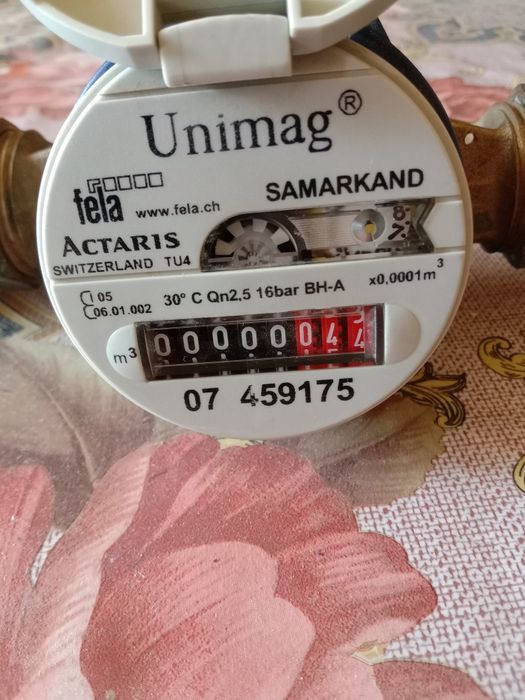 Unimag®
fela www.fela.ch SAMARKAND
ACTARIS
SWITZERLAND TU4
05 30° C Qn2,5 16bar BH-A x0,0001m³
06.01.002
m³ 00000044
07 459175